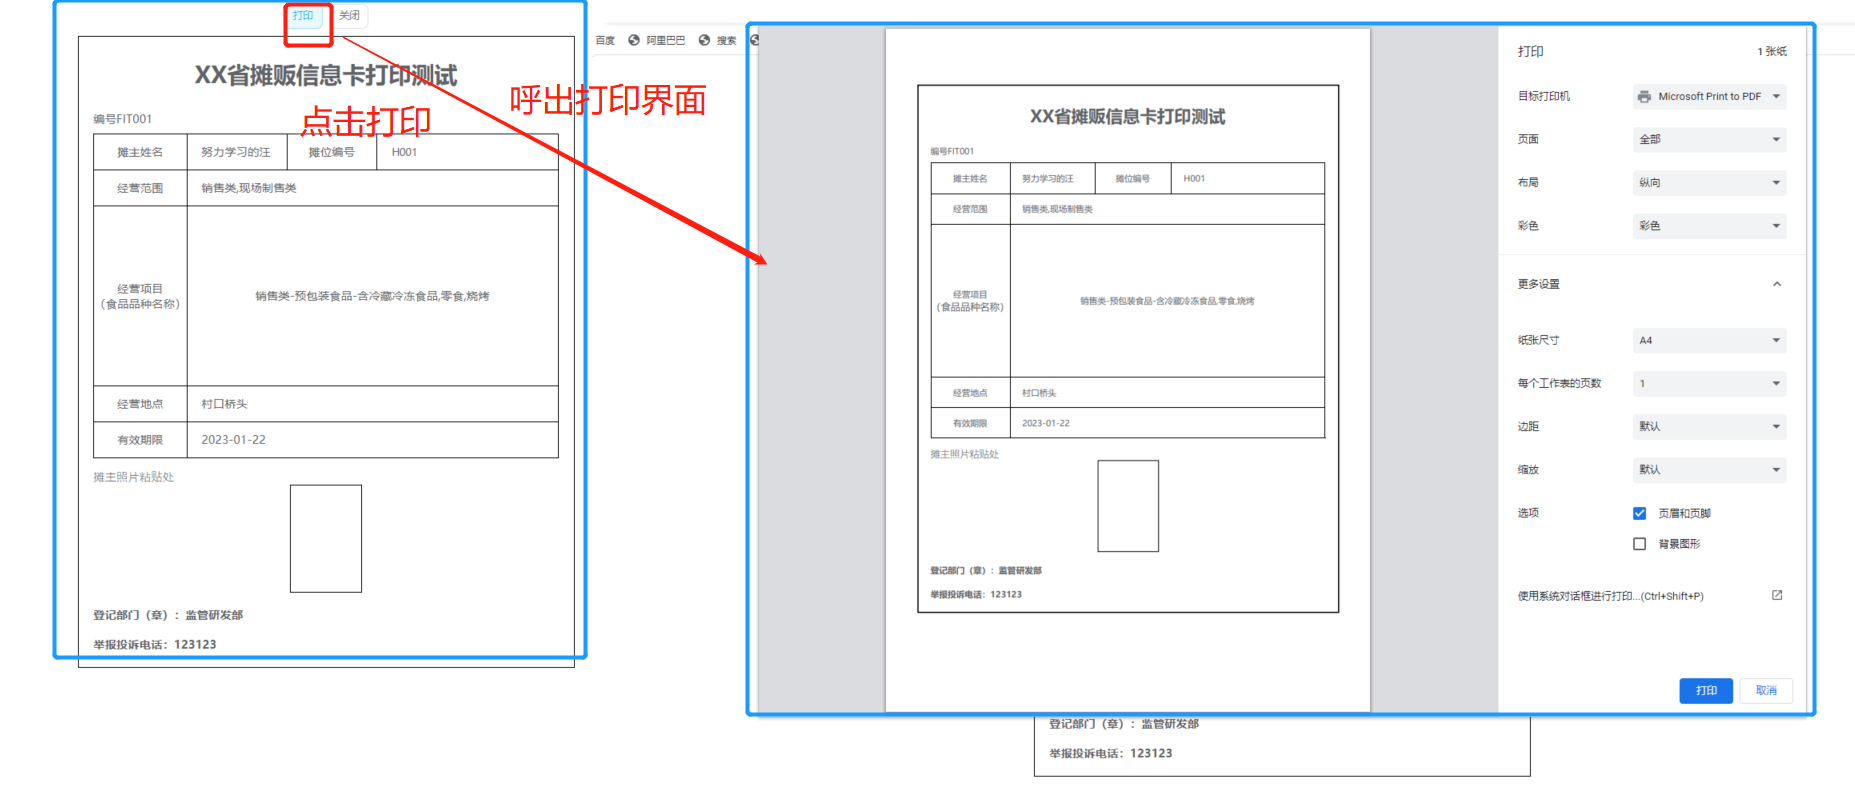 打印 关闭
XX省摊贩信息卡打印测试
点击打印
编号FIT001
摊主姓名 努力学习的汪 摊位编号 H001
经营范围 销售类,现场制售类
经营项目
（食品品种名称）
销售类-预包装食品-含冷藏冷冻食品,零食,烧烤
经营地点 村口桥头
有效期限 2023-01-22
摊主照片粘贴处
登记部门（章）：监管研发部
举报投诉电话：123123
呼出打印界面
百度 阿里巴巴 搜索
XX省摊贩信息卡打印测试
编号FIT001
摊主姓名 努力学习的汪 摊位编号 H001
经营范围 销售类,现场制售类
经营项目
（食品品种名称）
销售类-预包装食品-含冷藏冷冻食品,零食,烧烤
经营地点 村口桥头
有效期限 2023-01-22
摊主照片粘贴处
登记部门（章）：监管研发部
举报投诉电话：123123
打印 1 张纸
目标打印机 Microsoft Print to PDF
页面 全部
布局 纵向
彩色 彩色
更多设置
纸张尺寸 A4
每个工作表的页数 1
边距 默认
缩放 默认
选项 页眉和页脚
背景图形
使用系统对话框进行打印...(Ctrl+Shift+P)
打印 取消
登记部门（章）：监管研发部
举报投诉电话：123123